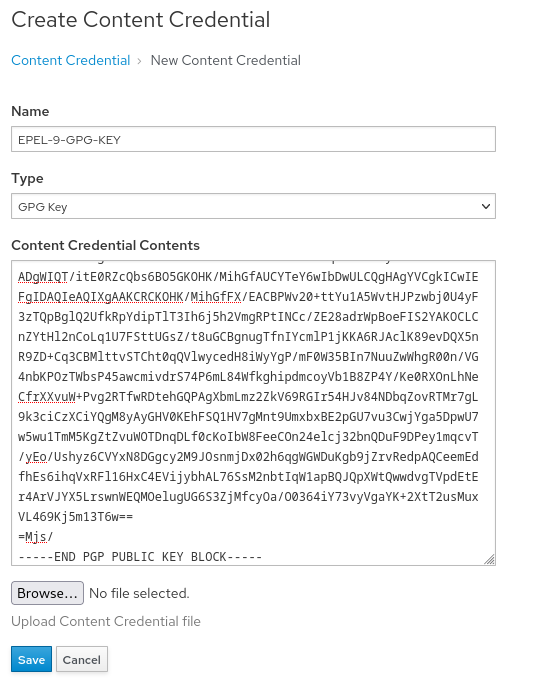 Create Content Credential
Content Credential › New Content Credential
Name
EPEL-9-GPG-KEY
Type
GPG Key
Content Credential Contents
ADgWIQT/itE0RZcQbs6BO5GKOHK/MihGfAUCYTeY6wIbDwULCQgHAgYVCgkICwIE
FgIDAQIeAQIXgAAKCRCKOHK/MihGfFX/EACBPWv20+ttYu1A5WvtHJPzwbj0U4yF
3zTQpBglQ2UfkRpYdipTlT3Ih6j5h2VmgRPtINCc/ZE28adrWpBoeFIS2YAKOCLC
nZYtHl2nCoLq1U7FSttUGsZ/t8uGCBgnugTfnIYcmlP1jKKA6RJAclK89evDQX5n
R9ZD+Cq3CBMlttvSTCht0qQVlwycedH8iWyYgP/mF0W35BIn7NuuZwWhgR00n/VG
4nbKPOzTWbsP45awcmivdrS74P6mL84Wfkghipdmcoyvb1B8ZP4Y/Ke0RXOnLhNe
CfrXXvuW+Pvg2RTfwRDtehGQPAgXbmLmz2ZkV69RGIr54HJv84NDbqZovRTMr7gL
9k3ciCzXCiYQgM8yAyGHV0KEhFSQ1HV7gMnt9UmxbxBE2pGU7vu3CwjYga5DpwU7
w5wu1TmM5KgZtZvuWOTDnqDLf0cKoIbW8FeeCOn24elcj32bnQDuF9DPey1mqcvT
/yEo/Ushyz6CVYxN8DGgcy2M9JOsnmjDx02h6qgWGWDuKgb9jZrvRedpAQCeemEd
fhEs6ihqVxRFl16HxC4EVijybhAL76SsM2nbtIqW1apBQJQpXWtQwwdvgTVpdEtE
r4ArVJYX5LrswnWEQMOelugUG6S3ZjMfcyOa/O0364iY73vyVgaYK+2XtT2usMux
VL469Kj5m13T6w==
=Mjs/
-----END PGP PUBLIC KEY BLOCK-----
Browse... No file selected.
Upload Content Credential file
Save Cancel